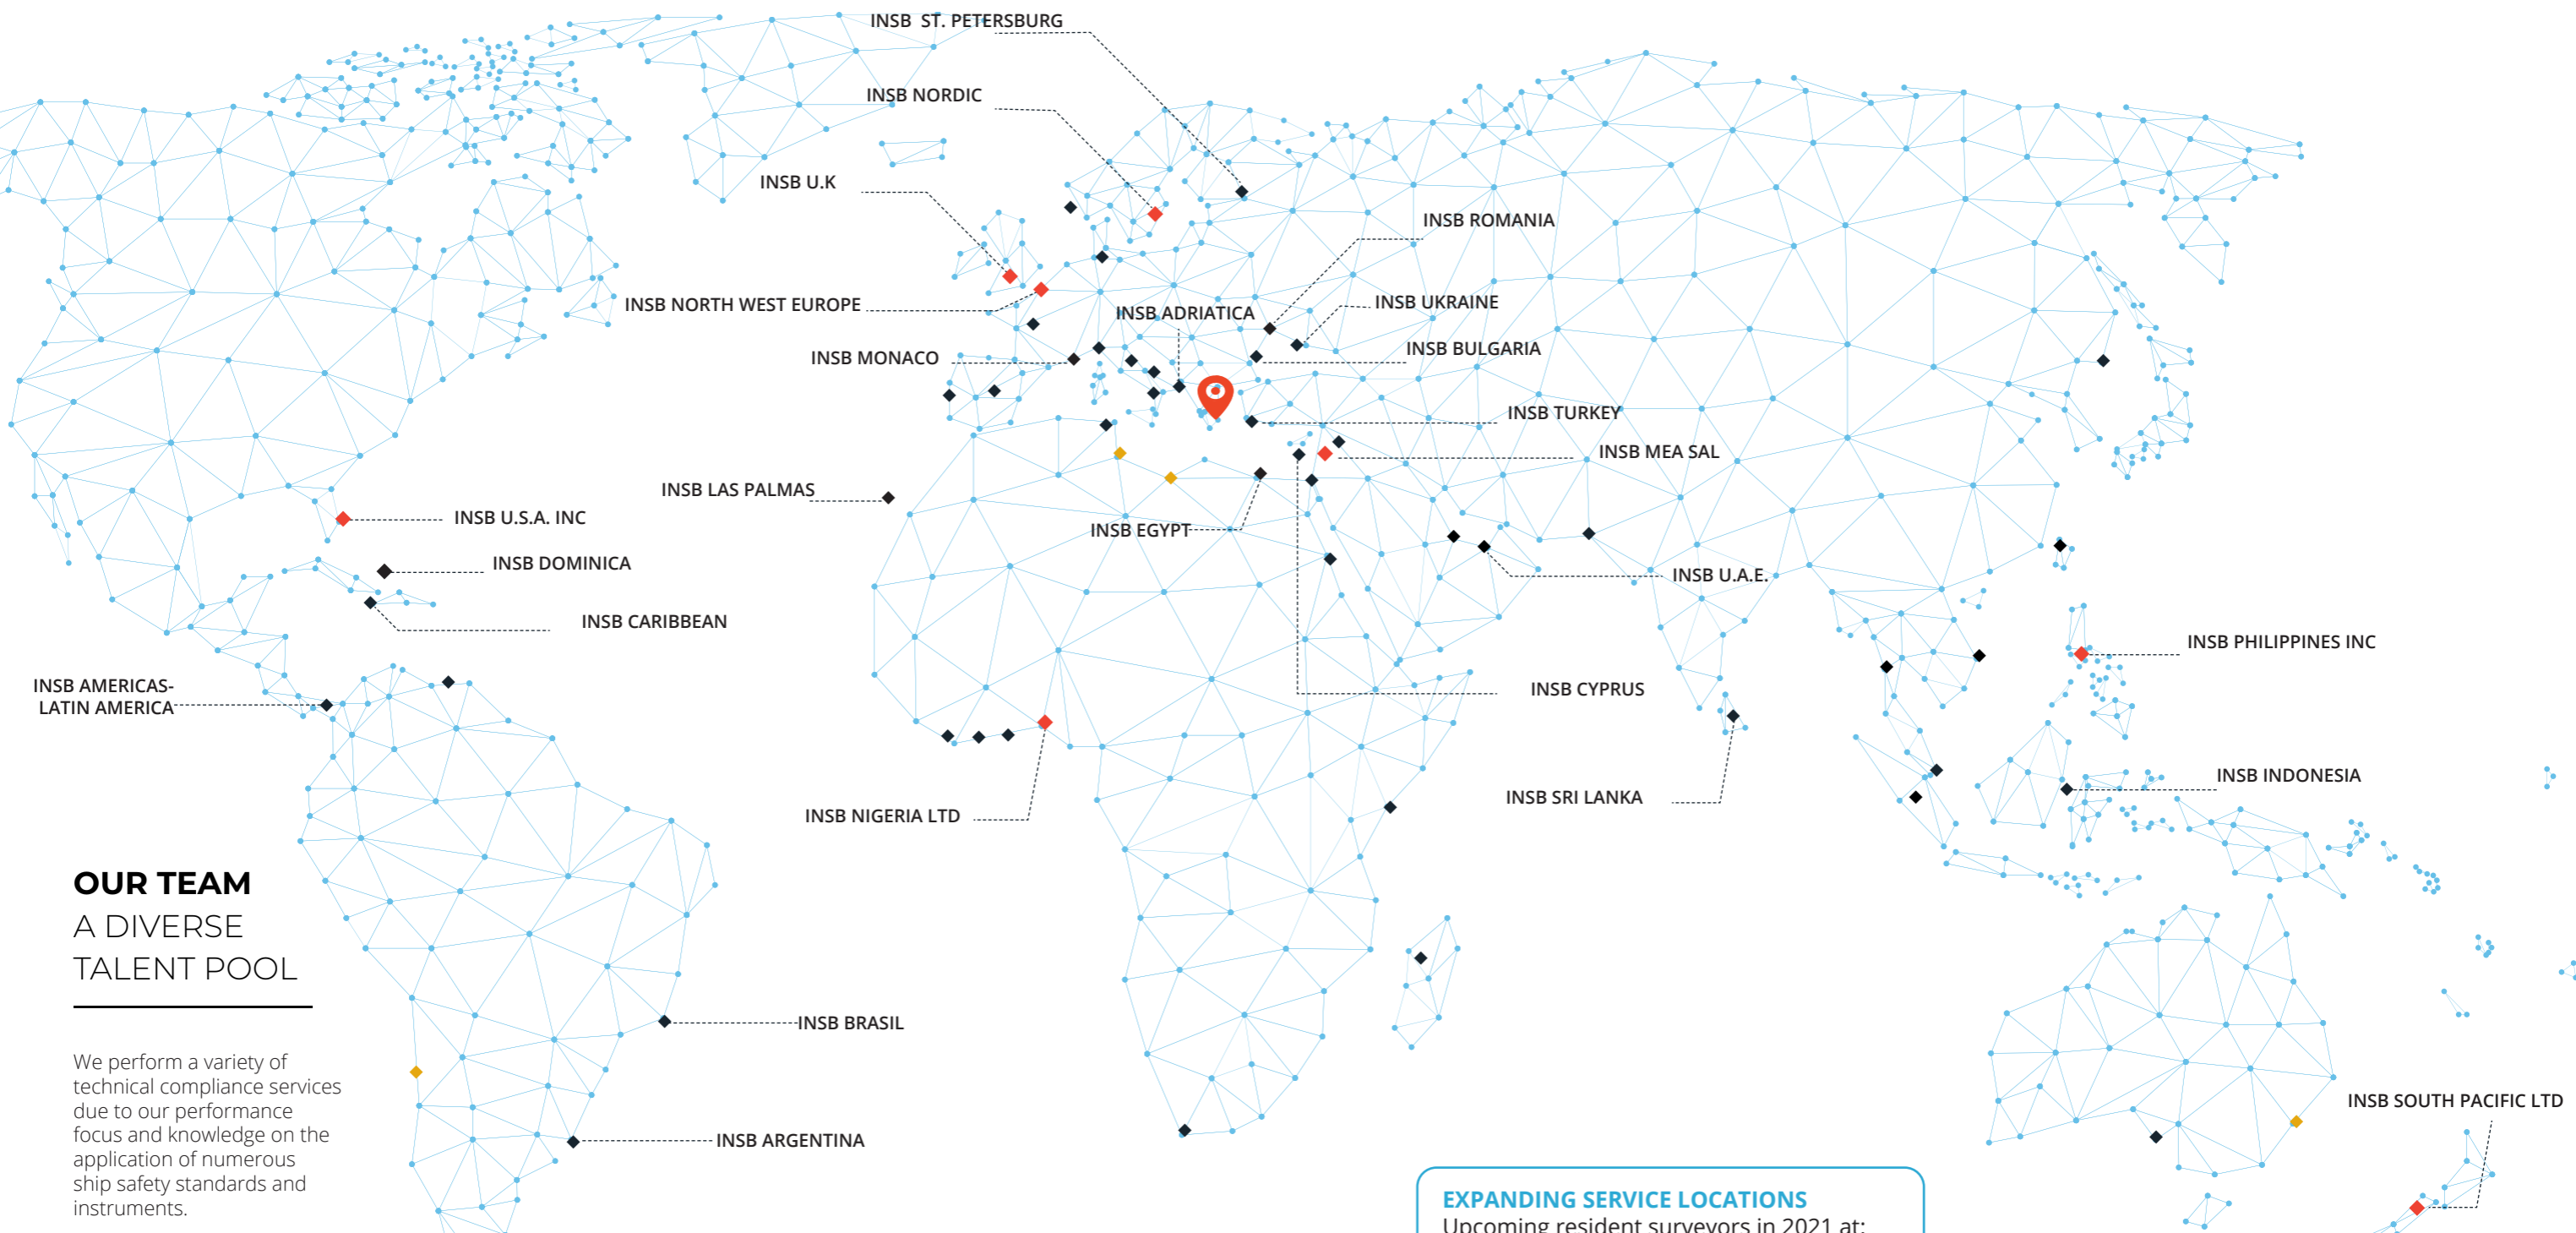 INSB ST. PETERSBURG
INSB NORDIC
INSB U.K
INSB ROMANIA
INSB NORTH WEST EUROPE
INSB ADRIATICA
INSB UKRAINE
INSB MONACO
INSB BULGARIA
INSB TURKEY
INSB MEA SAL
INSB LAS PALMAS
INSB U.S.A. INC
INSB EGYPT
INSB DOMINICA
INSB U.A.E.
INSB CARIBBEAN
INSB PHILIPPINES INC
INSB AMERICAS-
LATIN AMERICA
INSB CYPRUS
INSB INDONESIA
INSB SRI LANKA
INSB NIGERIA LTD
OUR TEAM
A DIVERSE
TALENT POOL
INSB BRASIL
We perform a variety of
technical compliance services
due to our performance
focus and knowledge on the
application of numerous
ship safety standards and
instruments.
INSB ARGENTINA
INSB SOUTH PACIFIC LTD
EXPANDING SERVICE LOCATIONS
Upcoming resident surveyors in 2021 at: